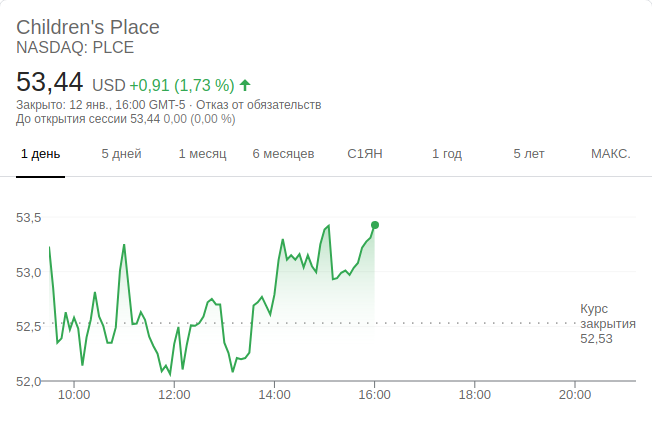 Children's Place
NASDAQ: PLCE
53,44 USD +0,91 (1,73 %)
Закрыто: 12 янв., 16:00 GMT-5 · Отказ от обязательств
До открытия сессии 53,44 0,00 (0,00 %)
1 день 5 дней 1 месяц 6 месяцев С1ЯН 1 год 5 лет МАКС.
53,5
53,0
52,5
52,0
Курс
закрытия
52,53
10:00 12:00 14:00 16:00 18:00 20:00